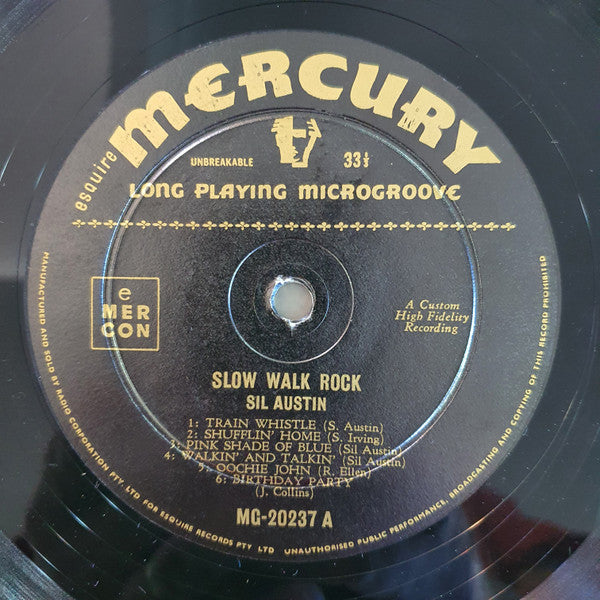 esquire MERCURY
UNBREAKABLE 33⅓
LONG PLAYING MICROGROOVE
e
MER
CON
A Custom
High Fidelity
Recording
SLOW WALK ROCK
SIL AUSTIN
1: TRAIN WHISTLE (S. Austin)
2: SHUFFLIN' HOME (S. Irving)
3: PINK SHADE OF BLUE (Sil Austin)
4: WALKIN' AND TALKIN' (Sil Austin)
5: OOCHIE JOHN (R. Ellen)
6: BIRTHDAY PARTY
(J. Collins)
MG-20237 A
MANUFACTURED AND SOLD BY RADIO CORPORATION PTY. LTD FOR ESQUIRE RECORDS PTY LTD UNAUTHORISED PUBLIC PERFORMANCE, BROADCASTING AND COPYING OF THIS RECORD PROHIBITED